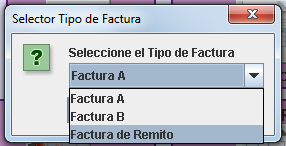 Selector Tipo de Factura
Seleccione el Tipo de Factura
Factura A
Factura A
Factura B
Factura de Remito